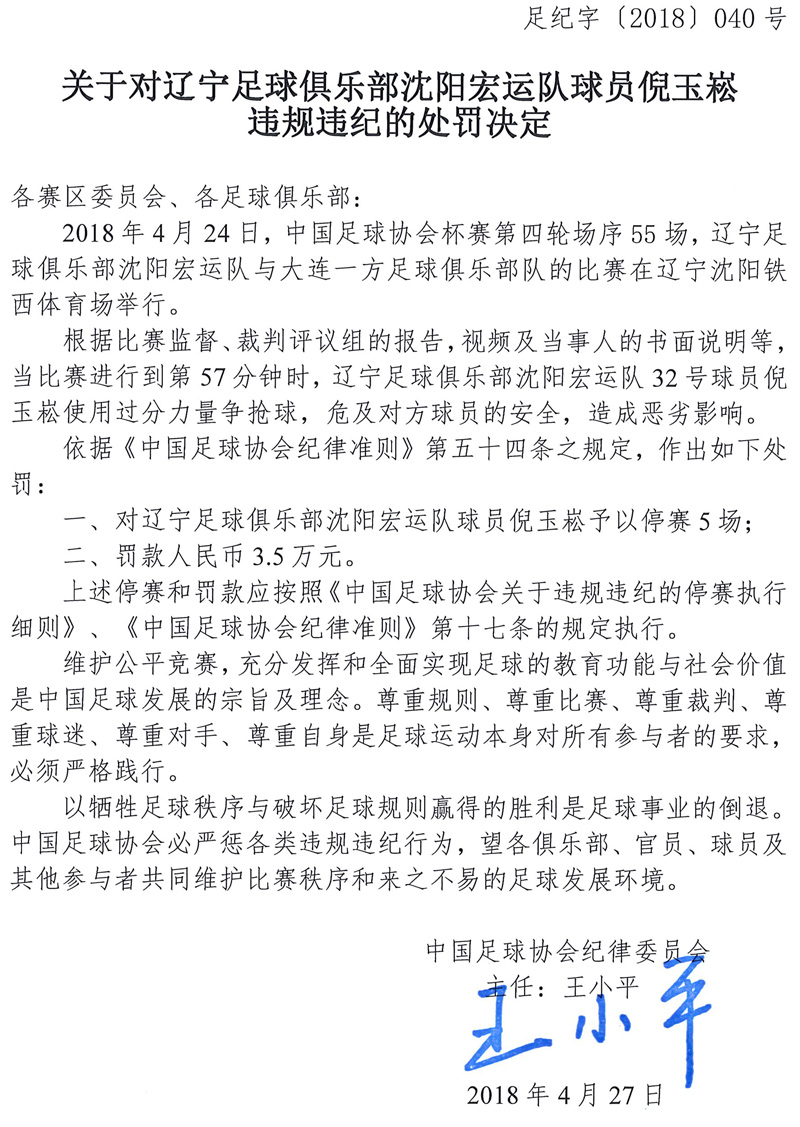 足纪字〔2018〕040 号
关于对辽宁足球俱乐部沈阳宏运队球员倪玉崧
违规违纪的处罚决定
各赛区委员会、各足球俱乐部：
2018 年 4 月 24 日，中国足球协会杯赛第四轮场序 55 场，辽宁足
球俱乐部沈阳宏运队与大连一方足球俱乐部队的比赛在辽宁沈阳铁
西体育场举行。
根据比赛监督、裁判评议组的报告，视频及当事人的书面说明等，
当比赛进行到第 57 分钟时，辽宁足球俱乐部沈阳宏运队 32 号球员倪
玉崧使用过分力量争抢球，危及对方球员的安全，造成恶劣影响。
依据《中国足球协会纪律准则》第五十四条之规定，作出如下处
罚：
一、对辽宁足球俱乐部沈阳宏运队球员倪玉崧予以停赛 5 场；
二、罚款人民币 3.5 万元。
上述停赛和罚款应按照《中国足球协会关于违规违纪的停赛执行
细则》、《中国足球协会纪律准则》第十七条的规定执行。
维护公平竞赛，充分发挥和全面实现足球的教育功能与社会价值
是中国足球发展的宗旨及理念。尊重规则、尊重比赛、尊重裁判、尊
重球迷、尊重对手、尊重自身是足球运动本身对所有参与者的要求，
必须严格践行。
以牺牲足球秩序与破坏足球规则赢得的胜利是足球事业的倒退。
中国足球协会必严惩各类违规违纪行为，望各俱乐部、官员、球员及
其他参与者共同维护比赛秩序和来之不易的足球发展环境。
中国足球协会纪律委员会
主任：王小平
王小平
2018 年 4 月 27 日